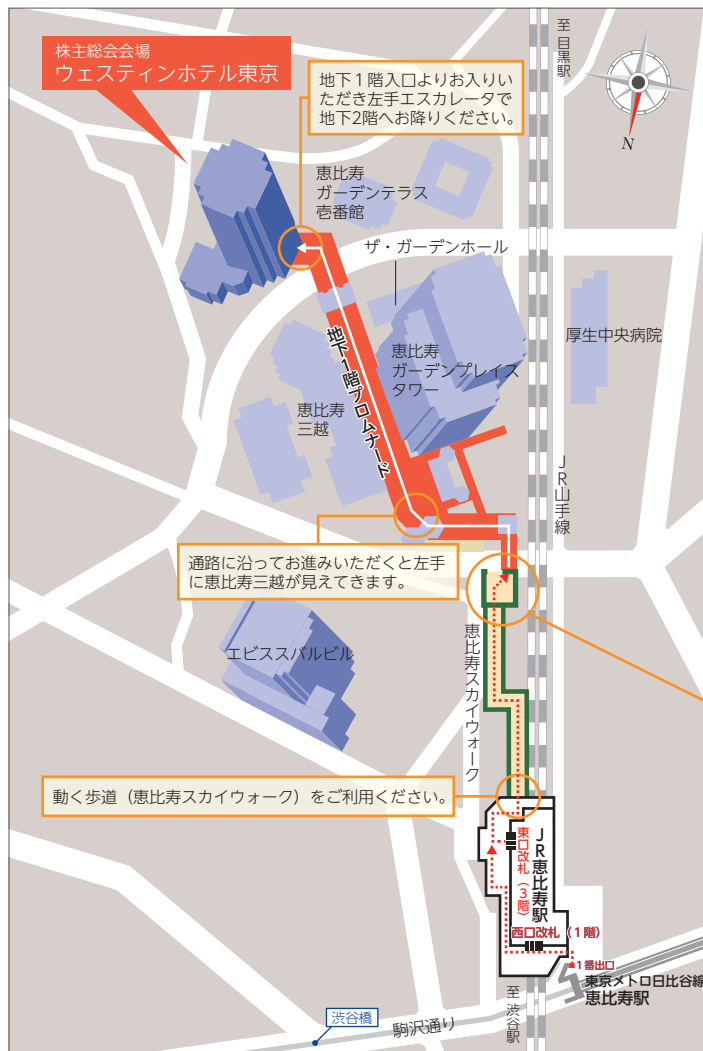 株主総会会場
ウェスティンホテル東京
至 目黒駅
地下１階入口よりお入りい
ただき左手エスカレータで
地下2階へお降りください。
N
恵比寿
ガーデンテラス
壱番館
ザ・ガーデンホール
恵比寿
ガーデンプレイス
タワー
厚生中央病院
地下１階プロムナード
恵比寿
三越
JR山手線
通路に沿ってお進みいただくと左手
に恵比寿三越が見えてきます。
恵比寿スカイウォーク
エビススバルビル
動く歩道（恵比寿スカイウォーク）をご利用ください。
JR恵比寿駅
東口改札（３階）
西口改札（１階）
1番出口
東京メトロ日比谷線
恵比寿駅
至 渋谷駅
渋谷橋
駒沢通り